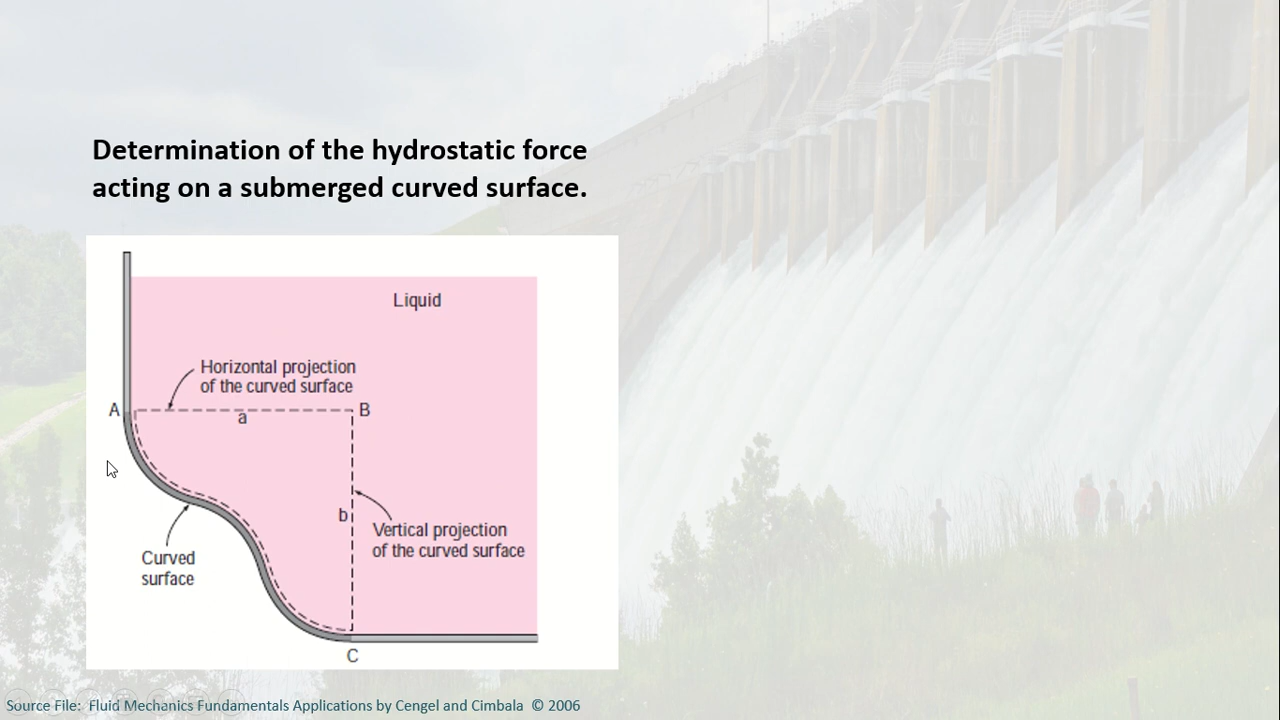 Determination of the hydrostatic force
acting on a submerged curved surface.
Liquid
Horizontal projection
of the curved surface
A
a
B
b
Vertical projection
of the curved surface
Curved
surface
C
Source File:  Fluid Mechanics Fundamentals Applications by Cengel and Cimbala  © 2006